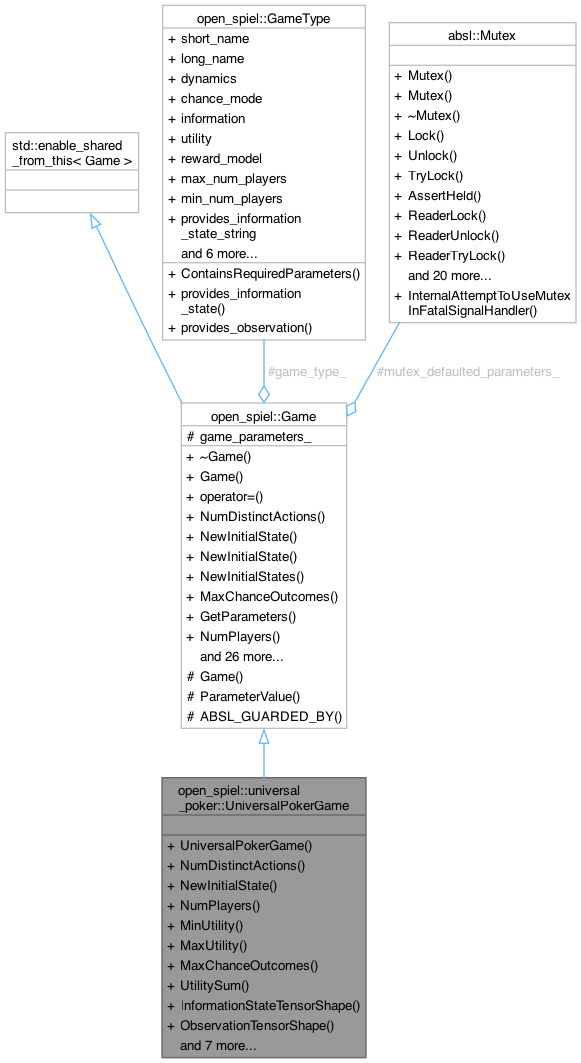 open_spiel::GameType
+ short_name
+ long_name
+ dynamics
+ chance_mode
+ information
+ utility
+ reward_model
+ max_num_players
+ min_num_players
+ provides_information
_state_string
and 6 more...
+ ContainsRequiredParameters()
+ provides_information
_state()
+ provides_observation()
absl::Mutex
+ Mutex()
+ Mutex()
+ ~Mutex()
+ Lock()
+ Unlock()
+ TryLock()
+ AssertHeld()
+ ReaderLock()
+ ReaderUnlock()
+ ReaderTryLock()
and 20 more...
+ InternalAttemptToUseMutex
InFatalSignalHandler()
std::enable_shared
_from_this< Game >
#game_type_
#mutex_defaulted_parameters_
open_spiel::Game
# game_parameters_
+ ~Game()
+ Game()
+ operator=()
+ NumDistinctActions()
+ NewInitialState()
+ NewInitialState()
+ NewInitialStates()
+ MaxChanceOutcomes()
+ GetParameters()
+ NumPlayers()
and 26 more...
# Game()
# ParameterValue()
# ABSL_GUARDED_BY()
open_spiel::universal
_poker::UniversalPokerGame
+ UniversalPokerGame()
+ NumDistinctActions()
+ NewInitialState()
+ NumPlayers()
+ MinUtility()
+ MaxUtility()
+ MaxChanceOutcomes()
+ UtilitySum()
+ InformationStateTensorShape()
+ ObservationTensorShape()
and 7 more...